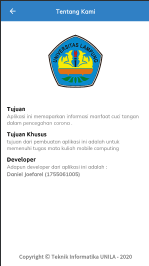 Tentang Kami
UNIVERSITAS LAMPUNG
Tujuan
Aplikasi ini memaparkan informasi manfaat cuci tangan
dalam pencegahan corona.
Tujuan Khusus
tujuan dari pembuatan aplikasi ini adalah untuk
memenuhi tugas mata kuliah mobile computing
Developer
Adapun developer dari aplikasi ini adalah :
Daniel Joefanel (1755061005)
Copyright © Teknik Informatika UNILA - 2020